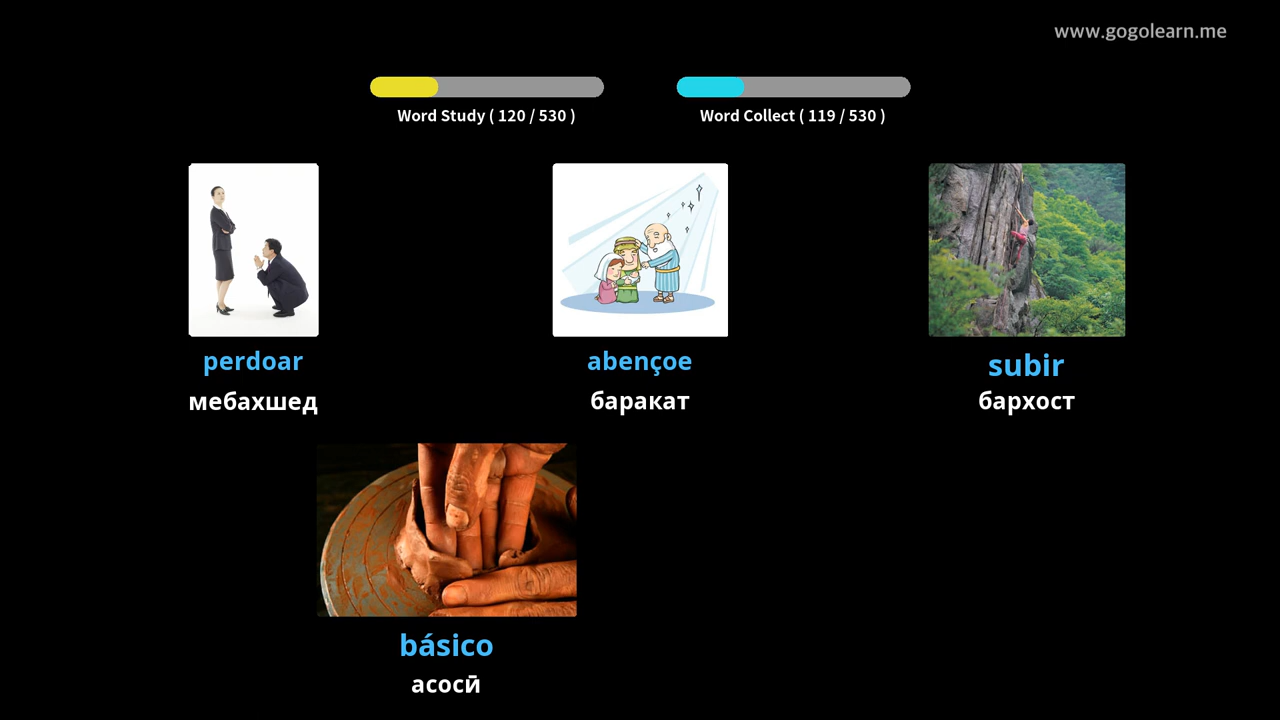 www.gogolearn.me
Word Study ( 120 / 530 )
Word Collect ( 119 / 530 )
perdoar
мебахшед
abençoe
баракат
subir
бархост
básico
асосӣ